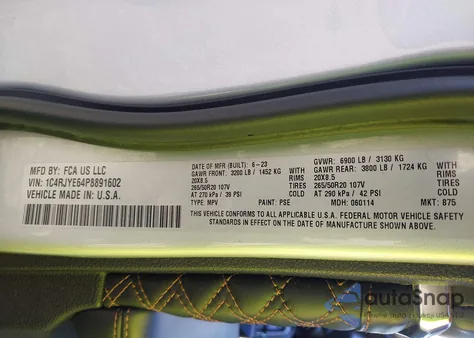 MFD BY: FCA US LLC
VIN: 1C4RJYE64P8891602
VEHICLE MADE IN: U.S.A.
DATE OF MFR (BUILT): 6-23
GAWR FRONT: 3200 LB / 1452 KG
RIMS
20X8.5
265/50R20 107V
COLD
AT 270 kPa / 39 PSI
TYPE: MPV
PAINT: PSE
GVWR: 6900 LB / 3130 KG
GAWR REAR: 3800 LB / 1724 KG
RIMS
20X8.5
265/50R20 107V
COLD
AT 290 kPa / 42 PSI
MDH: 060114
MKT: 875
THIS VEHICLE CONFORMS TO ALL APPLICABLE U.S.A. FEDERAL MOTOR VEHICLE SAFETY
STANDARDS IN EFFECT ON THE DATE OF MANUFACTURE SHOWN ABOVE.
autoSnap